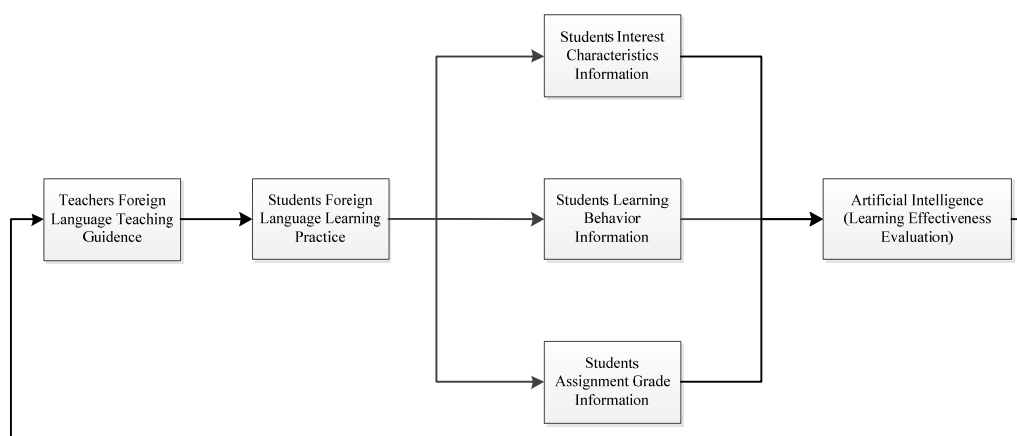 Students Interest
Characteristics
Information
Teachers Foreign
Language Teaching
Guidence
Students Foreign
Language Learning
Practice
Students Learning
Behavior
Information
Artificial Intelligence
(Learning Effectiveness
Evaluation)
Students
Assignment Grade
Information